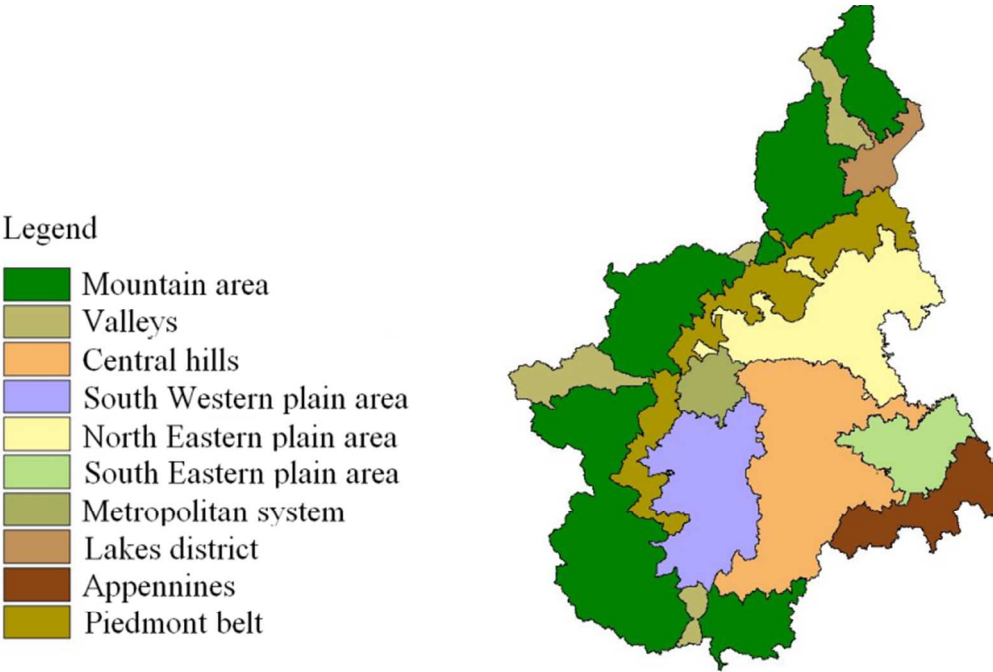 Legend
Mountain area
Valleys
Central hills
South Western plain area
North Eastern plain area
South Eastern plain area
Metropolitan system
Lakes district
Appennines
Piedmont belt